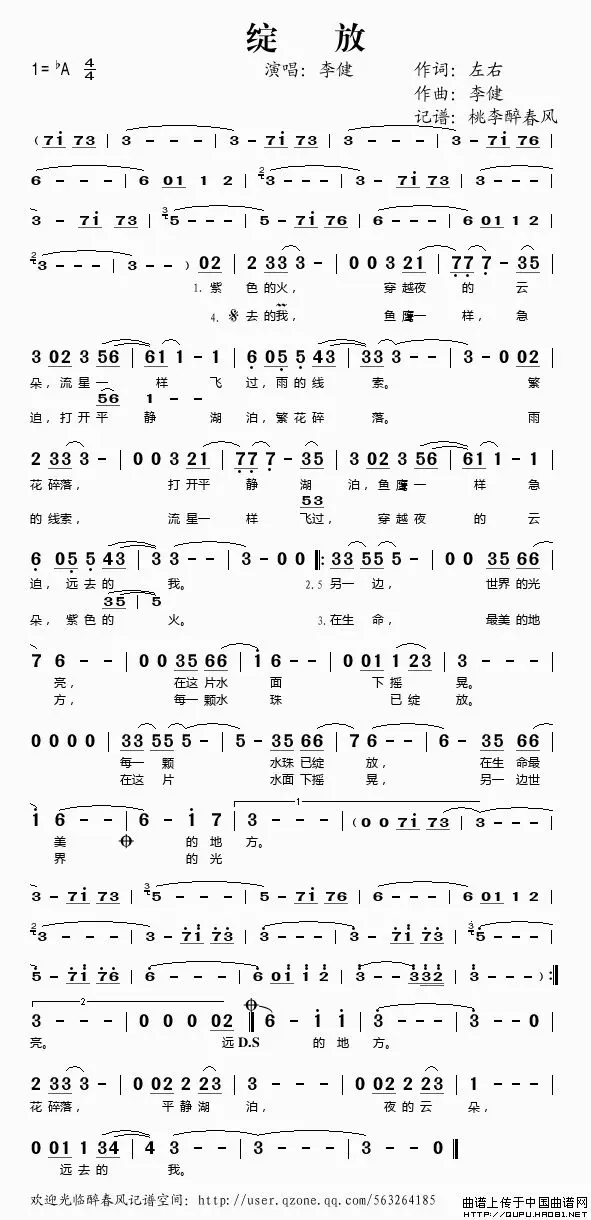 绽 放
1=♭A 4/4 演唱：李健 作词：左右
作曲：李健
记谱：桃李醉春风
( 7i 73 | 3 - - - | 3 - 7i 73 | 3 - - - | 3 - 7i 76 |
6 - - - | 6 01 1 2 | 3 - - - | 3 - 7i 73 | 3 - - - |
3 - 7i 73 | 5 - - - | 5 - 7i 76 | 6 - - - | 6 01 1 2 |
3 - - - | 3 - - - ) 02 | 2 33 3 - | 0 0 3 21 | 77 7 - 35 |
1. 紫 色的火， 穿越夜 的 云
4. 𝄋 去的我， 鱼鹰一 样，急
3 02 3 56 | 61 1 - 1 | 6 05 5 43 | 33 3 - - | 3 - 0 02 |
朵，流星一 样 飞 过，雨的线 索。 繁
56 1 - -
迫，打开平 静 湖 泊，繁花碎 落。 雨
2 33 3 - | 0 0 3 21 | 77 7 - 35 | 3 02 3 56 | 61 1 - 1 |
花碎落， 打开平 静 湖 泊，鱼鹰一 样 急
53
的线索， 流星一 样 飞过，穿越夜 的 云
6 05 5 43 | 3 3 - - | 3 - 0 0 |: 33 55 5 - | 0 0 35 66 |
迫，远去的 我。 2.5 另一 边， 世界的光
35 | 5
朵，紫色的 火。 3.在生 命， 最美的地
7 6 - - | 0 0 35 66 | i 6 - - | 0 01 1 23 | 3 - - - |
亮， 在这片水 面 下摇 晃。
方， 每一颗水 珠 已绽 放。
0 0 0 0 | 33 55 5 - | 5 - 35 66 | 7 6 - - | 6 - 35 66 |
每一 颗 水珠已绽 放， 在生命最
在这 片 水面下摇 晃， 另一边世
i 6 - - | 6 - i 7 | 3 - - - | ( 0 0 7i 73 | 3 - - - |
1
美 的地 方。
界 的光
3 - 7i 73 | 5 - - - | 5 - 7i 76 | 6 - - - | 6 01 1 2 |
3 - - - | 3 - 7i 73 | 3 - - - | 3 - 7i 73 | 5 - - - |
5 - 7i 76 | 6 - - - | 6 0i i 2 | 3 - - 332 | 3 - - - ) :|
2
3 - - - | 0 0 0 02 | 6 - i i | 3 - - - | 3 - - 0 |
亮。 远D.S 的地 方。
2 33 3 - | 0 02 2 23 | 3 - - - | 0 02 2 23 | 3 - - - |
花碎落， 平静湖 泊， 夜的云 朵，
0 01 1 34 | 4 3 - - | 3 - - - | 3 - - 0 ‖
远去的 我。
欢迎光临醉春风记谱空间：http://user.qzone.qq.com/563264185
曲谱上传于中国曲谱网
http://QUPU.HAO81.NET